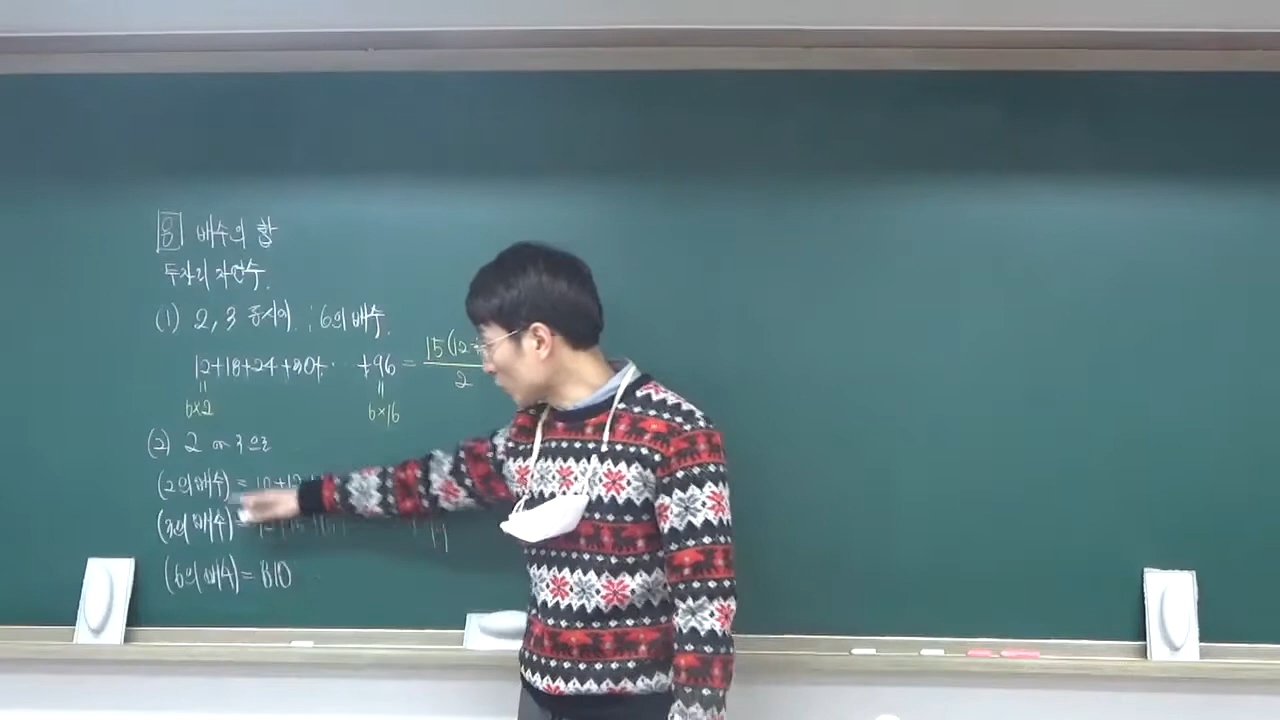 응 배수의 합
두자리 자연수.
(1) 2, 3 동시에. ; 6의 배수.
12+18+24+30+ ·· +96 = 15(12+
2
6×2
6×16
(2) 2 or 3으로
(2의 배수) = 10+12
(3의 배수) =
(6의 배수) = 810